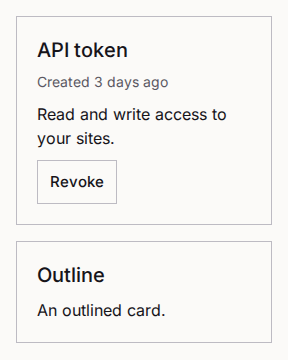 API token
Created 3 days ago
Read and write access to
your sites.
Revoke
Outline
An outlined card.